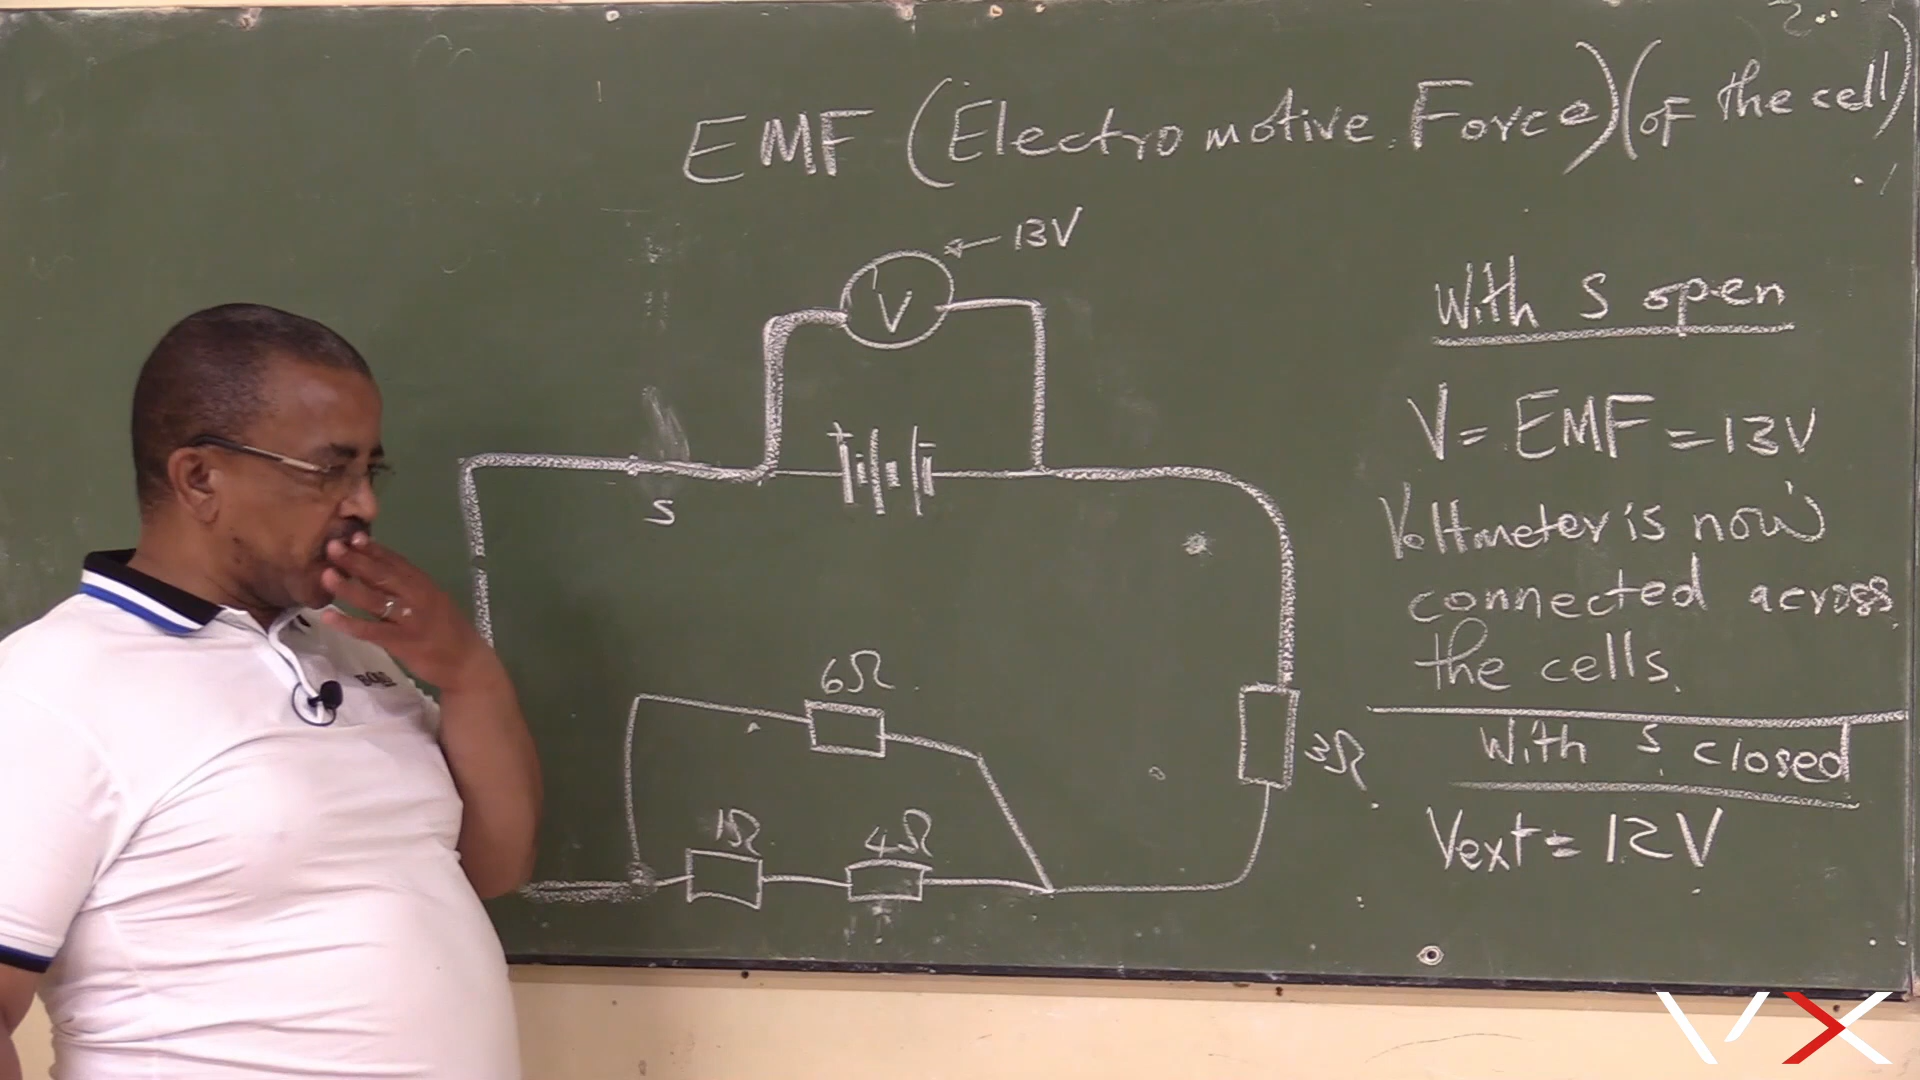 EMF (Electromotive Force) (of the cell)
13V
V
+ -
S
6Ω
3Ω
1Ω 4Ω
With S open
V = EMF = 13V
Voltmeter is now
connected across
the cells.
With S closed
Vext = 12V
VX